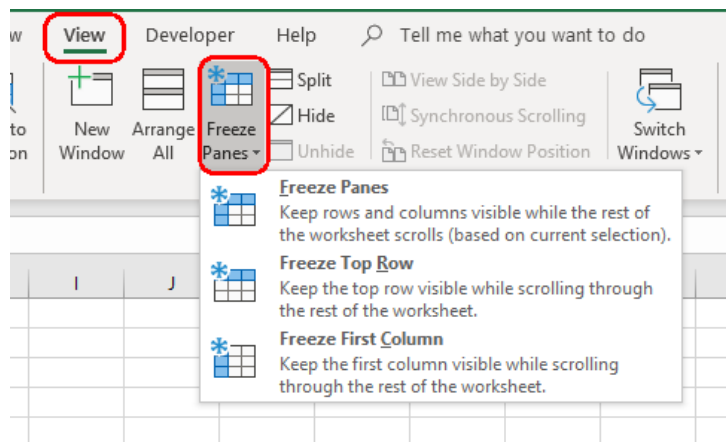 w View Developer Help Tell me what you want to do
Split View Side by Side
Hide Synchronous Scrolling
to New Arrange Freeze Switch
on Window All Panes Unhide Reset Window Position Windows
Freeze Panes
Keep rows and columns visible while the rest of
the worksheet scrolls (based on current selection).
Freeze Top Row
Keep the top row visible while scrolling through
the rest of the worksheet.
Freeze First Column
Keep the first column visible while scrolling
through the rest of the worksheet.
I J